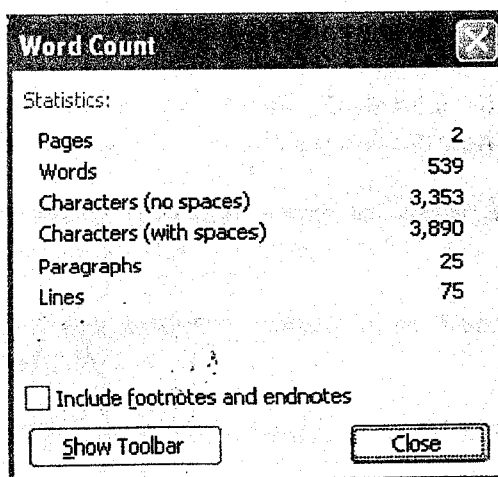 Word Count
Statistics:
Pages 2
Words 539
Characters (no spaces) 3,353
Characters (with spaces) 3,890
Paragraphs 25
Lines 75
Include footnotes and endnotes
Show Toolbar Close